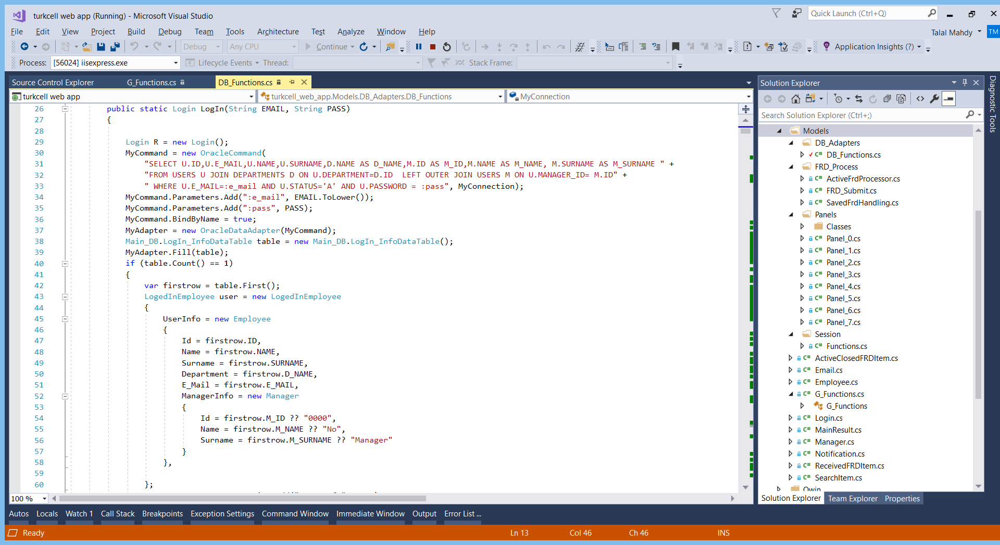 turkcell web app (Running) - Microsoft Visual Studio
Quick Launch (Ctrl+Q)
File Edit View Project Build Debug Team Tools Architecture Test Analyze Window Help
Talal Mahdy TM
Debug Any CPU Continue Application Insights (?)
Process: [56024] iisexpress.exe Lifecycle Events Thread: Stack Frame:
Source Control Explorer G_Functions.cs DB_Functions.cs
turkcell web app turkcell_web_app.Models.DB_Adapters.DB_Functions MyConnection
26 public static Login LogIn(String EMAIL, String PASS)
27 {
28
29 Login R = new Login();
30 MyCommand = new OracleCommand(
31 "SELECT U.ID,U.E_MAIL,U.NAME,U.SURNAME,D.NAME AS D_NAME,M.ID AS M_ID,M.NAME AS M_NAME, M.SURNAME AS M_SURNAME " +
32 "FROM USERS U JOIN DEPARTMENTS D ON U.DEPARTMENT=D.ID  LEFT OUTER JOIN USERS M ON U.MANAGER_ID= M.ID" +
33 " WHERE U.E_MAIL=:e_mail AND U.STATUS='A' AND U.PASSWORD = :pass", MyConnection);
34 MyCommand.Parameters.Add(":e_mail", EMAIL.ToLower());
35 MyCommand.Parameters.Add(":pass", PASS);
36 MyCommand.BindByName = true;
37 MyAdapter = new OracleDataAdapter(MyCommand);
38 Main_DB.LogIn_InfoDataTable table = new Main_DB.LogIn_InfoDataTable();
39 MyAdapter.Fill(table);
40 if (table.Count() == 1)
41 {
42 var firstrow = table.First();
43 LogedInEmployee user = new LogedInEmployee
44 {
45 UserInfo = new Employee
46 {
47 Id = firstrow.ID,
48 Name = firstrow.NAME,
49 Surname = firstrow.SURNAME,
50 Department = firstrow.D_NAME,
51 E_Mail = firstrow.E_MAIL,
52 ManagerInfo = new Manager
53 {
54 Id = firstrow.M_ID ?? "0000",
55 Name = firstrow.M_NAME ?? "No",
56 Surname = firstrow.M_SURNAME ?? "Manager"
57 }
58 },
59
60 };
100 %
Solution Explorer
Search Solution Explorer (Ctrl+;)
Models
DB_Adapters
C# DB_Functions.cs
FRD_Process
C# ActiveFrdProcessor.cs
C# FRD_Submit.cs
C# SavedFrdHandling.cs
Panels
Classes
C# Panel_0.cs
C# Panel_1.cs
C# Panel_2.cs
C# Panel_3.cs
C# Panel_4.cs
C# Panel_5.cs
C# Panel_6.cs
C# Panel_7.cs
Session
C# Functions.cs
C# ActiveClosedFRDItem.cs
C# Email.cs
C# Employee.cs
C# G_Functions.cs
G_Functions
C# Login.cs
C# MainResult.cs
C# Manager.cs
C# Notification.cs
C# ReceivedFRDItem.cs
C# SearchItem.cs
Owin
Solution Explorer Team Explorer Properties
Diagnostic Tools
Autos Locals Watch 1 Call Stack Breakpoints Exception Settings Command Window Immediate Window Output Error List ...
Ready Ln 13 Col 46 Ch 46 INS